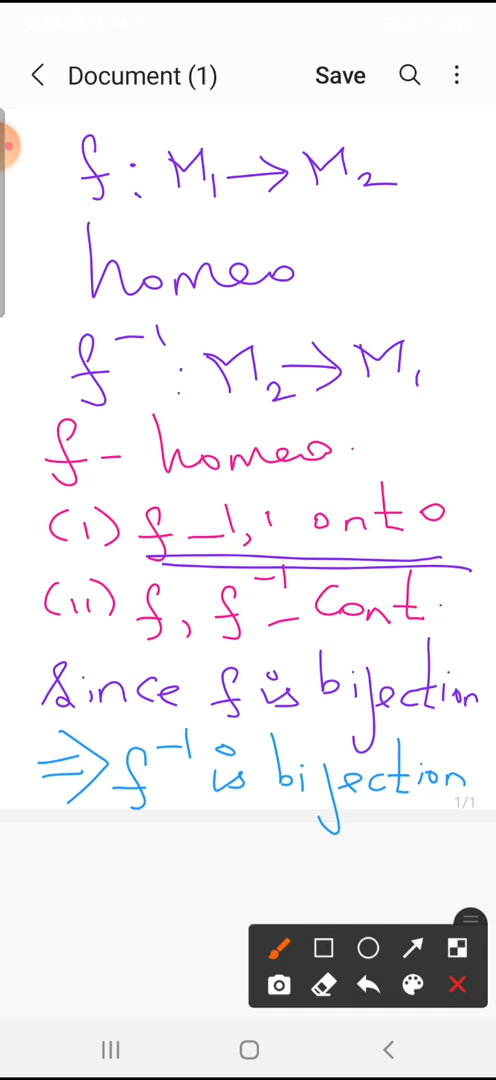 Document (1) Save
f : M₁ → M₂
homeo
f⁻¹ : M₂ → M₁
f - homeo.
(i) f - 1,1 onto
(ii) f, f⁻¹ - cont.
Since f is bijection
⇒ f⁻¹ is bijection
1/1